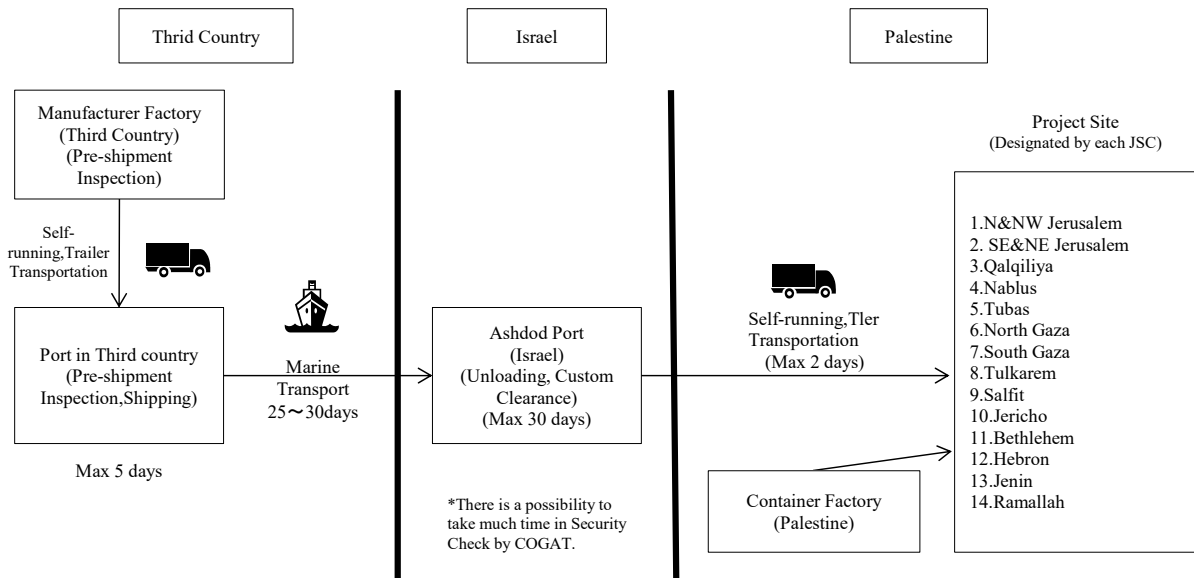 Thrid Country
Israel
Palestine
Manufacturer Factory
(Third Country)
(Pre-shipment
Inspection)
Self-
running,Trailer
Transportation
Port in Third country
(Pre-shipment
Inspection,Shipping)
Max 5 days
Marine
Transport
25～30days
Ashdod Port
(Israel)
(Unloading, Custom
Clearance)
(Max 30 days)
*There is a possibility to
take much time in Security
Check by COGAT.
Self-running,Tler
Transportation
(Max 2 days)
Container Factory
(Palestine)
Project Site
(Designated by each JSC)
1.N&NW Jerusalem
2. SE&NE Jerusalem
3.Qalqiliya
4.Nablus
5.Tubas
6.North Gaza
7.South Gaza
8.Tulkarem
9.Salfit
10.Jericho
11.Bethlehem
12.Hebron
13.Jenin
14.Ramallah